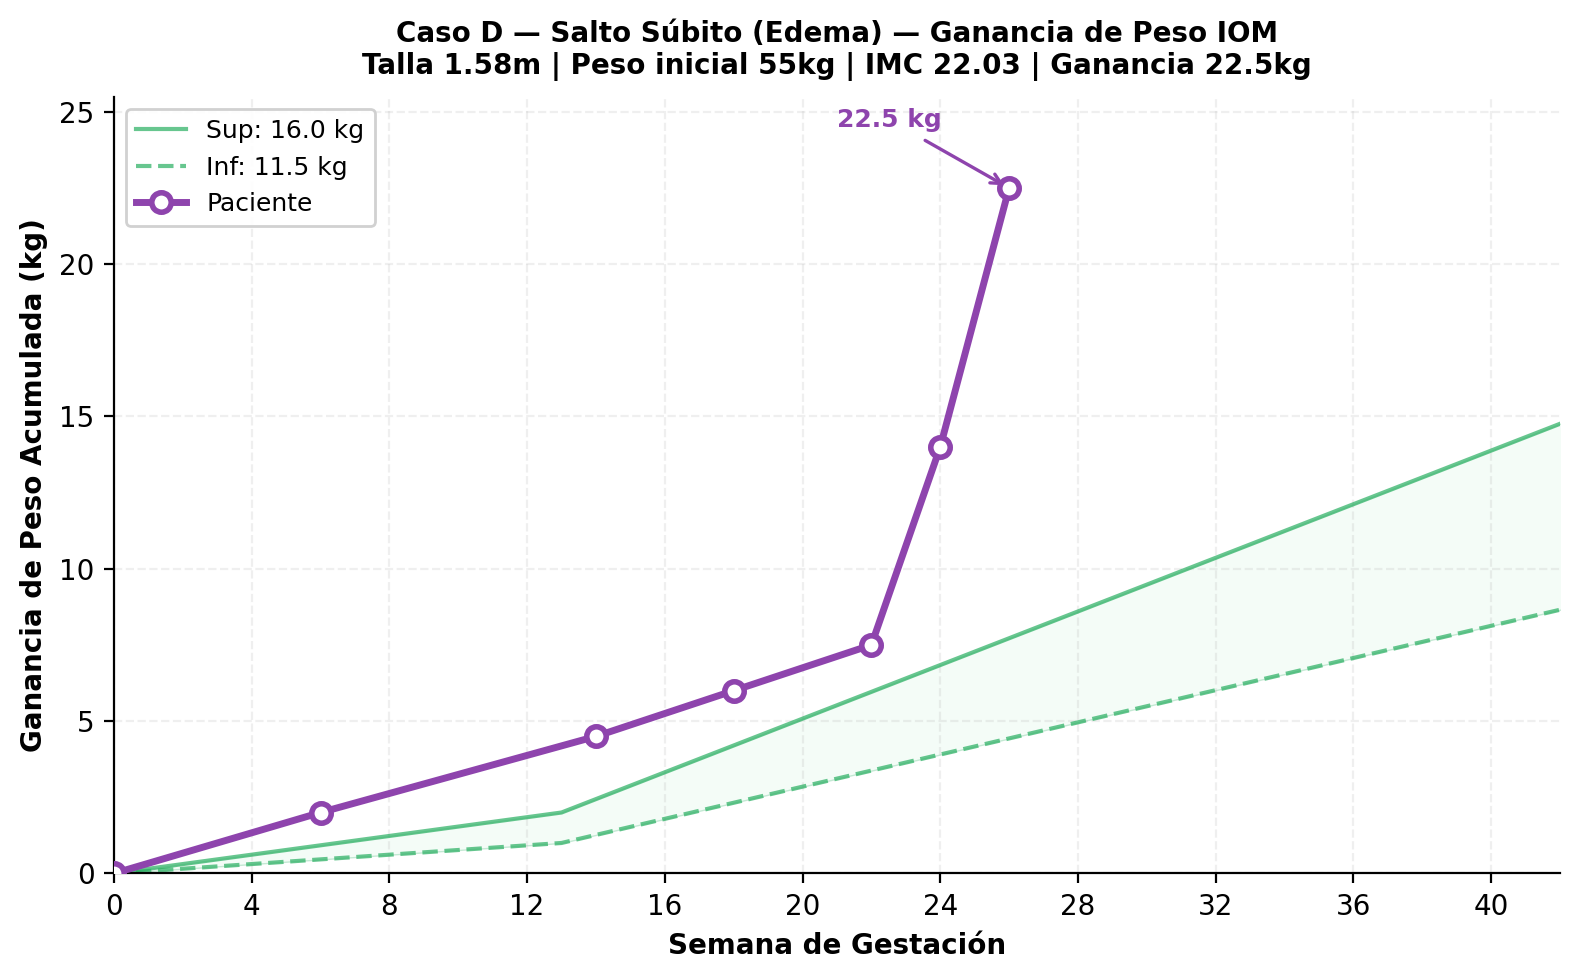 Caso D — Salto Súbito (Edema) — Ganancia de Peso IOM
Talla 1.58m | Peso inicial 55kg | IMC 22.03 | Ganancia 22.5kg
Sup: 16.0 kg
Inf: 11.5 kg
Paciente
22.5 kg
Ganancia de Peso Acumulada (kg)
25
20
15
10
5
0
0 4 8 12 16 20 24 28 32 36 40
Semana de Gestación